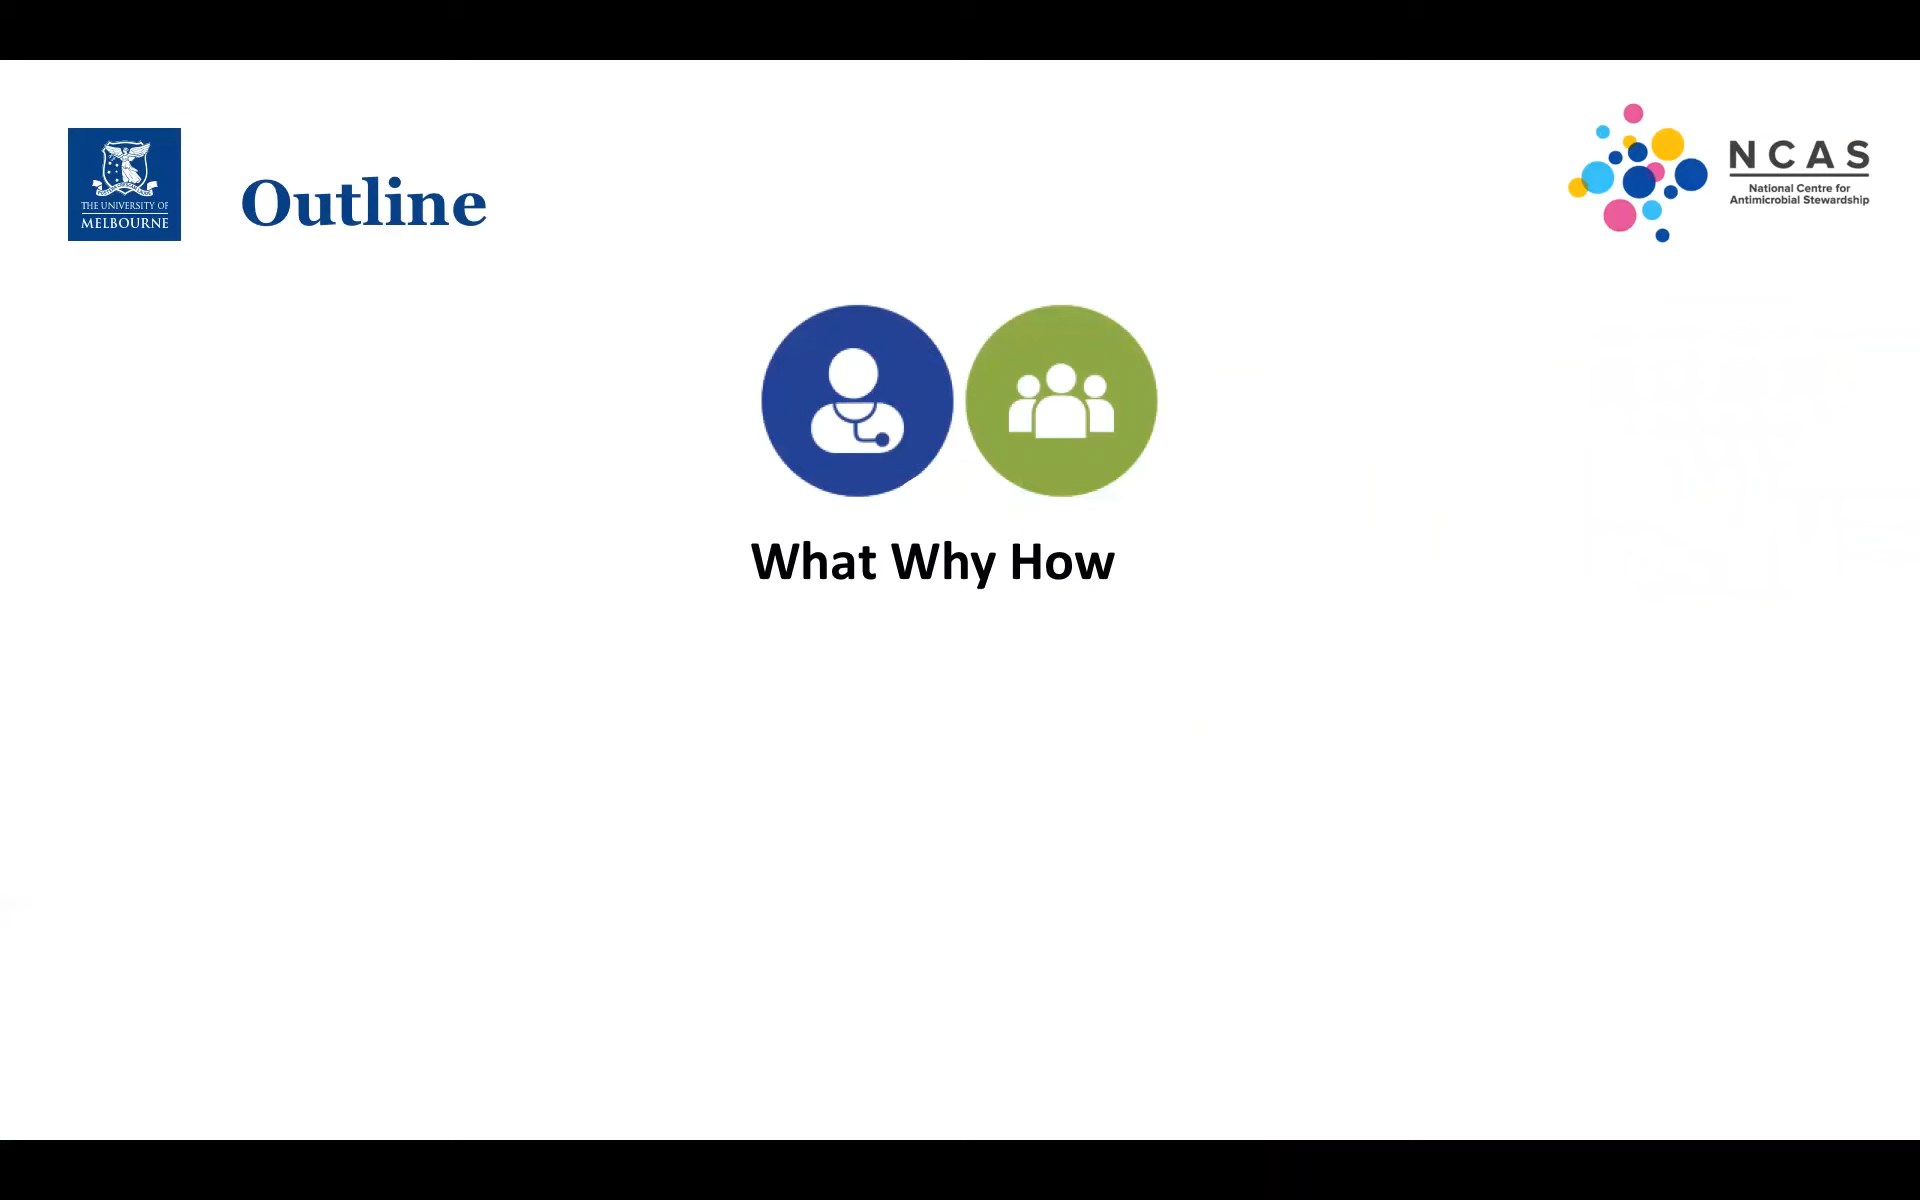 THE UNIVERSITY OF
MELBOURNE
Outline
NCAS
National Centre for
Antimicrobial Stewardship
What Why How